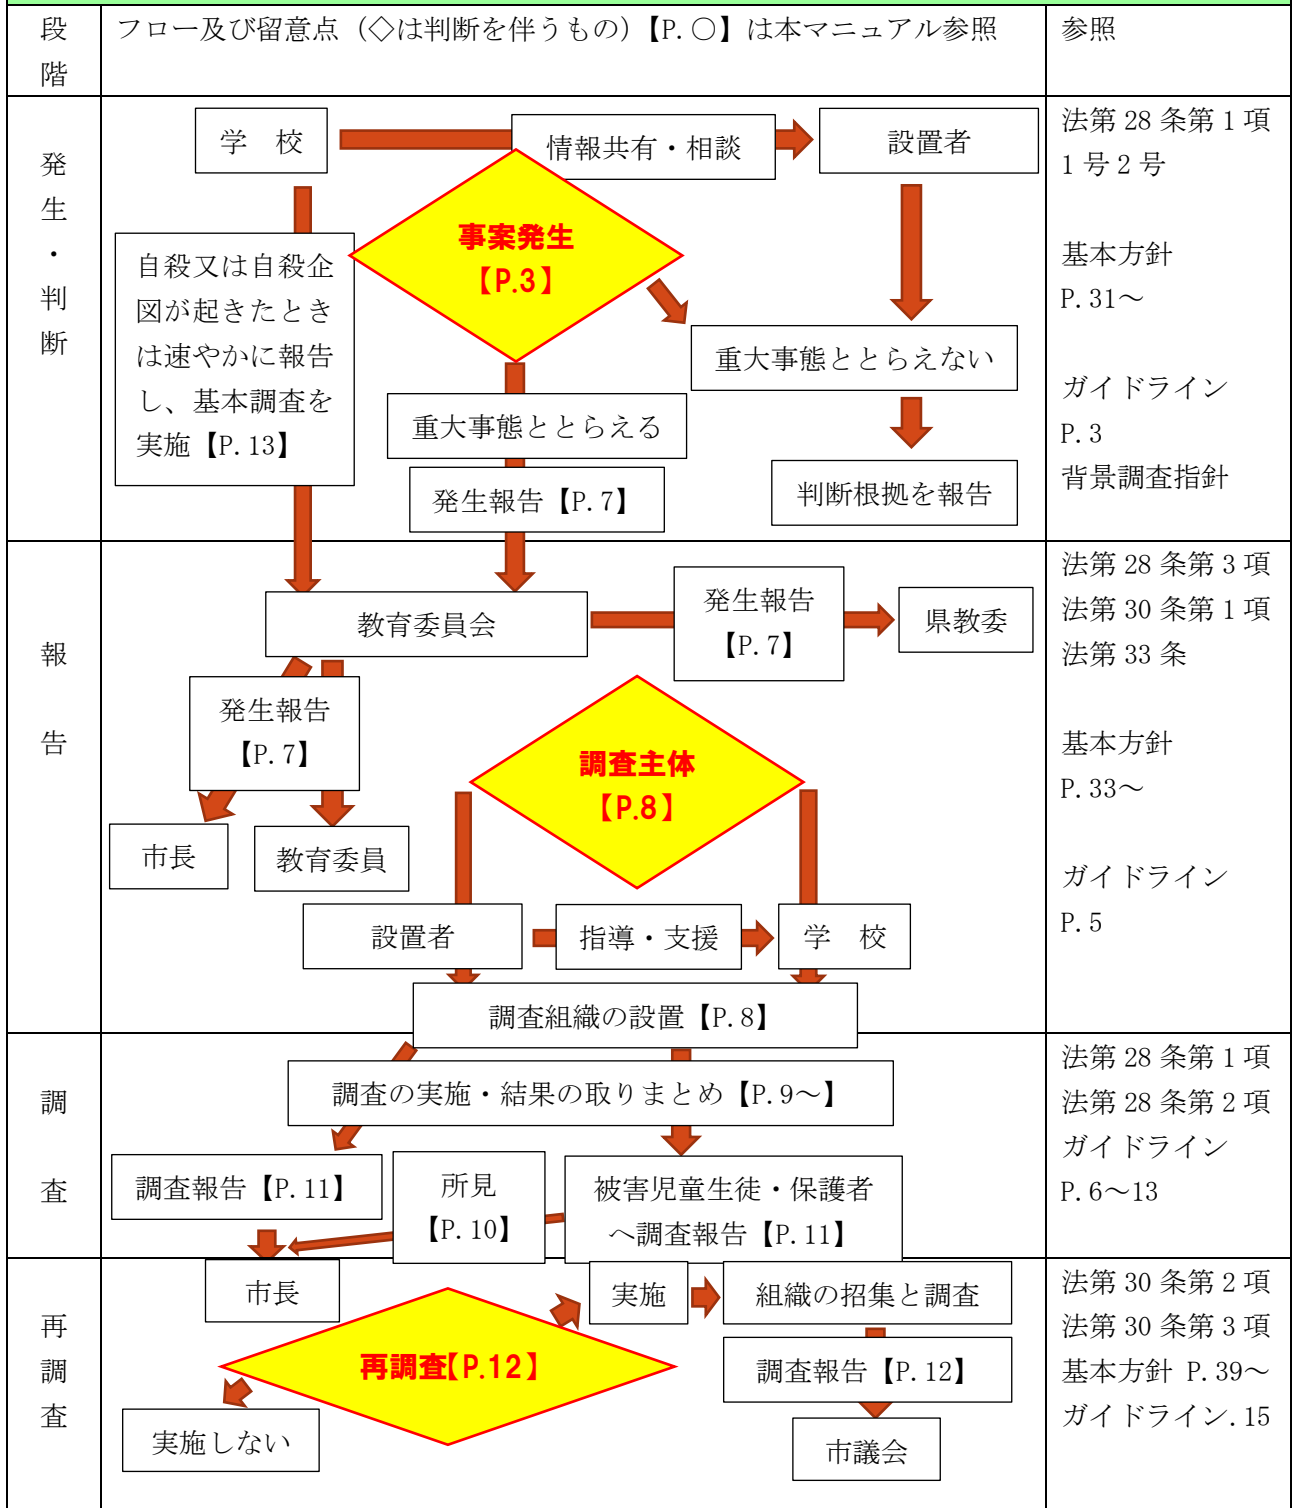 段階
フロー及び留意点（◇は判断を伴うもの）【P.○】は本マニュアル参照
参照
発生・判断
学　校
情報共有・相談
設置者
事案発生
【P.3】
自殺又は自殺企
図が起きたとき
は速やかに報告
し、基本調査を
実施【P.13】
重大事態ととらえない
重大事態ととらえる
判断根拠を報告
発生報告【P.7】
法第 28 条第 1 項
1 号 2 号
基本方針
P.31～
ガイドライン
P.3
背景調査指針
報告
教育委員会
発生報告
【P.7】
県教委
発生報告
【P.7】
調査主体
【P.8】
市長
教育委員
設置者
指導・支援
学　校
調査組織の設置【P.8】
法第 28 条第 3 項
法第 30 条第 1 項
法第 33 条
基本方針
P.33～
ガイドライン
P.5
調査
調査の実施・結果の取りまとめ【P.9～】
調査報告【P.11】
所見
【P.10】
被害児童生徒・保護者
へ調査報告【P.11】
法第 28 条第 1 項
法第 28 条第 2 項
ガイドライン
P.6～13
再調査
市長
実施
組織の招集と調査
再調査【P.12】
調査報告【P.12】
実施しない
市議会
法第 30 条第 2 項
法第 30 条第 3 項
基本方針 P.39～
ガイドライン.15